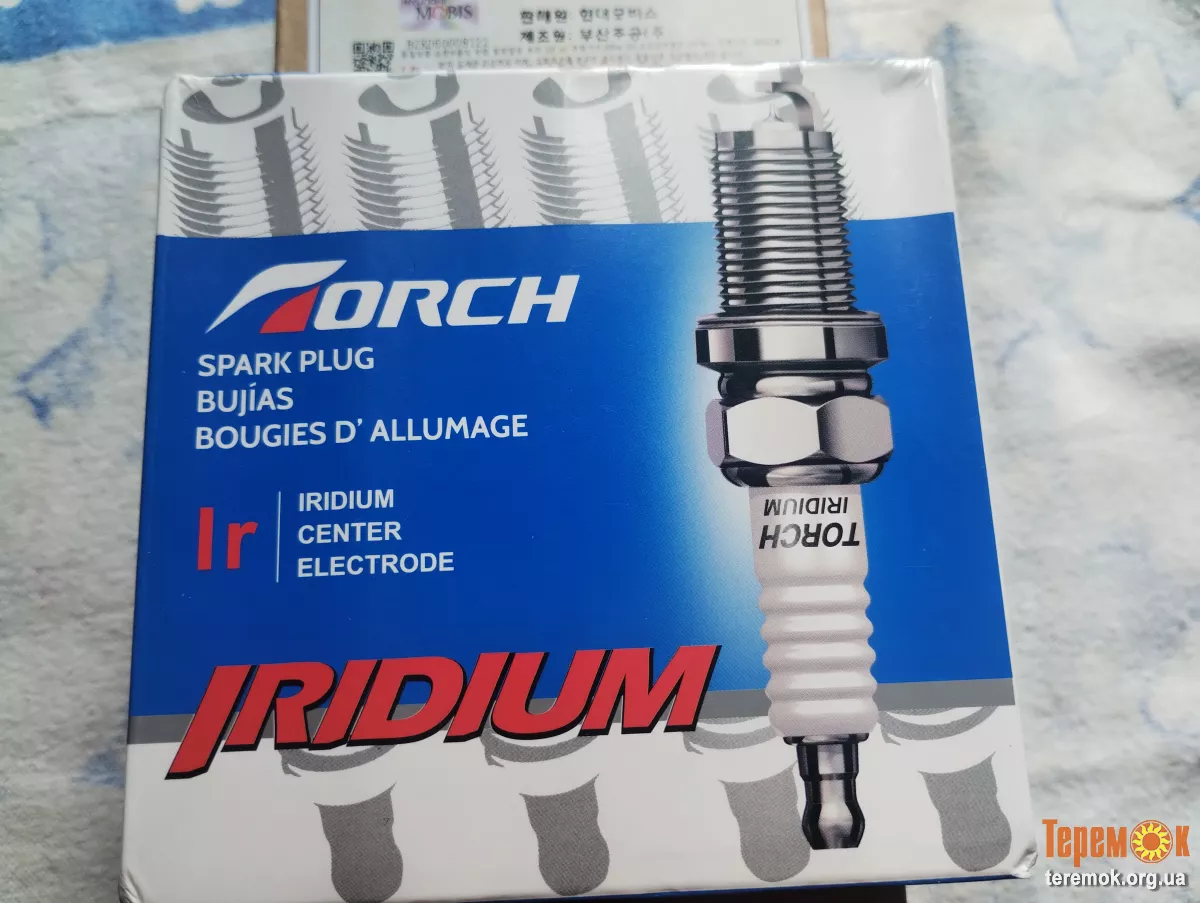 MOBIS
판매원: 현대모비스
제조원: 부산주공(주)
TORCH
SPARK PLUG
BUJÍAS
BOUGIES D' ALLUMAGE
Ir
IRIDIUM
CENTER
ELECTRODE
TORCH
IRIDIUM
IRIDIUM
Теремок
teremok.org.ua